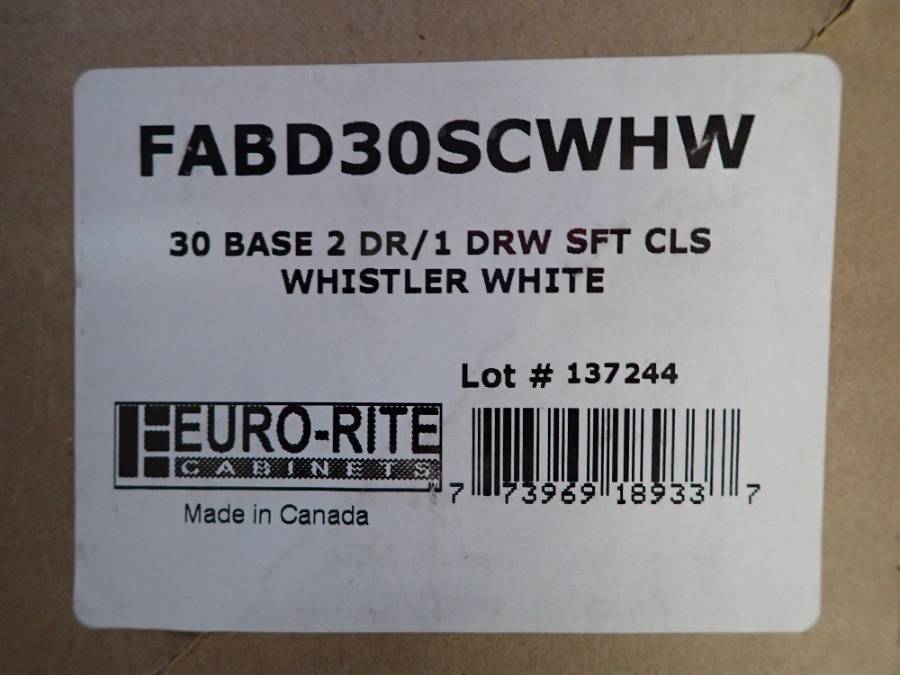 FABD30SCWHW
30 BASE 2 DR/1 DRW SFT CLS
WHISTLER WHITE
Lot # 137244
EURO-RITE
CABINETS
Made in Canada
7 73969 18933 7